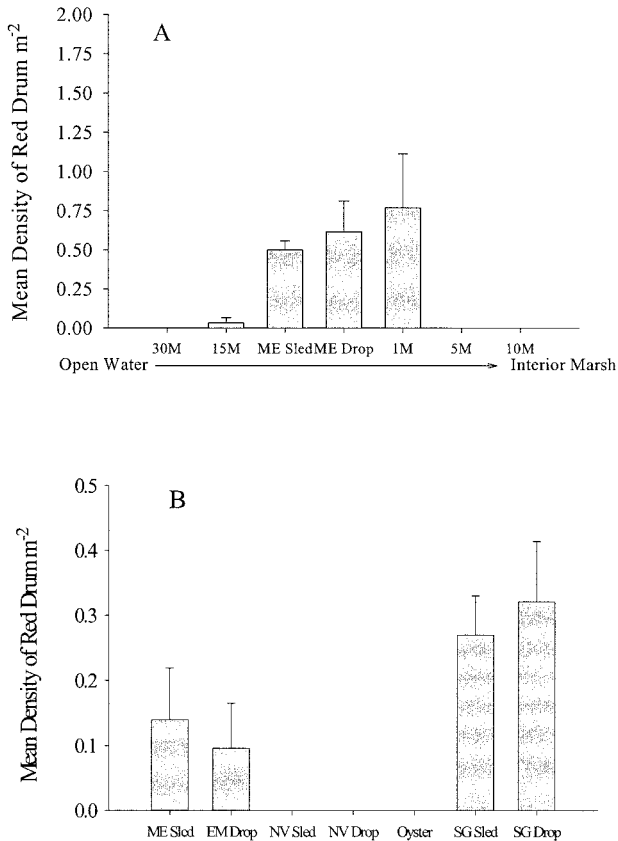 A
Mean Density of Red Drum m-2
2.00
1.75
1.50
1.25
1.00
0.75
0.50
0.25
0.00
30M 15M ME Sled ME Drop 1M 5M 10M
Open Water Interior Marsh
B
Mean Density of Red Drum m-2
0.5
0.4
0.3
0.2
0.1
0.0
ME Sled EM Drop NV Sled NV Drop Oyster SG Sled SG Drop